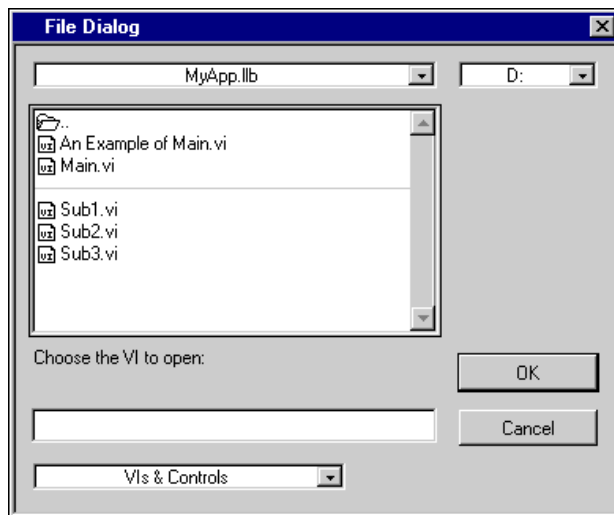 File Dialog
MyApp.llb
D:
..
An Example of Main.vi
Main.vi
Sub1.vi
Sub2.vi
Sub3.vi
Choose the VI to open:
OK
Cancel
VIs & Controls